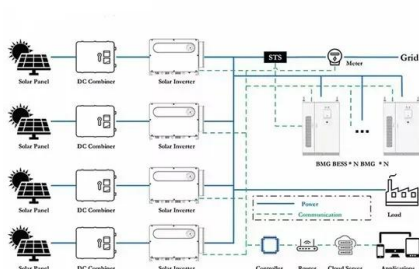 STS
Meter
Grid
Solar Panel
DC Combiner
Solar Inverter
Solar Panel
DC Combiner
Solar Inverter
BMG BESS * N BMG * N
Solar Panel
DC Combiner
Solar Inverter
Power
Communication
Load
Solar Panel
DC Combiner
Solar Inverter
Controller
Router
Cloud Server
Applications